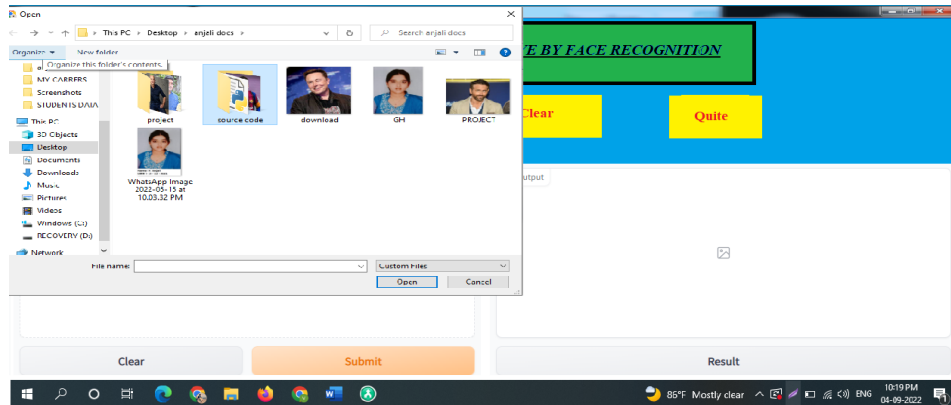 Open
This PC > Desktop > anjali docs >
Search anjali docs
Organize
New folder
Organize this folder's contents.
MY CARRERS
Screenshots
STUDENTS DATA
This PC
3D Objects
Desktop
Documents
Downloads
Music
Pictures
Videos
Windows (C:)
RECOVERY (D:)
Network
project
source code
download
GH
PROJECT
WhatsApp Image
2022-05-15 at
10.03.32 PM
File name:
Custom Files
Open
Cancel
BY FACE RECOGNITION
Clear
Quite
utput
Clear
Submit
Result
86°F Mostly clear
ENG
10:19 PM
04-09-2022